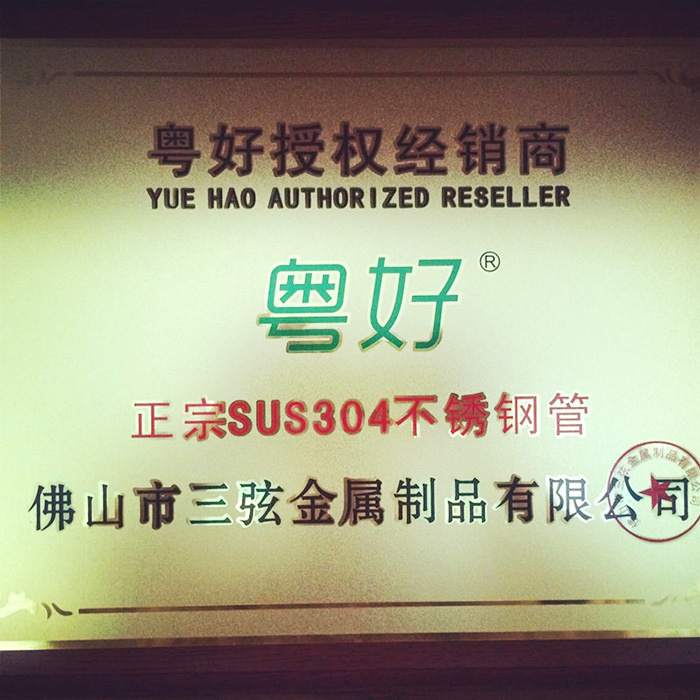 粤好授权经销商
YUE HAO AUTHORIZED RESELLER
粤好®
正宗SUS304不锈钢管
佛山市三弦金属制品有限公司